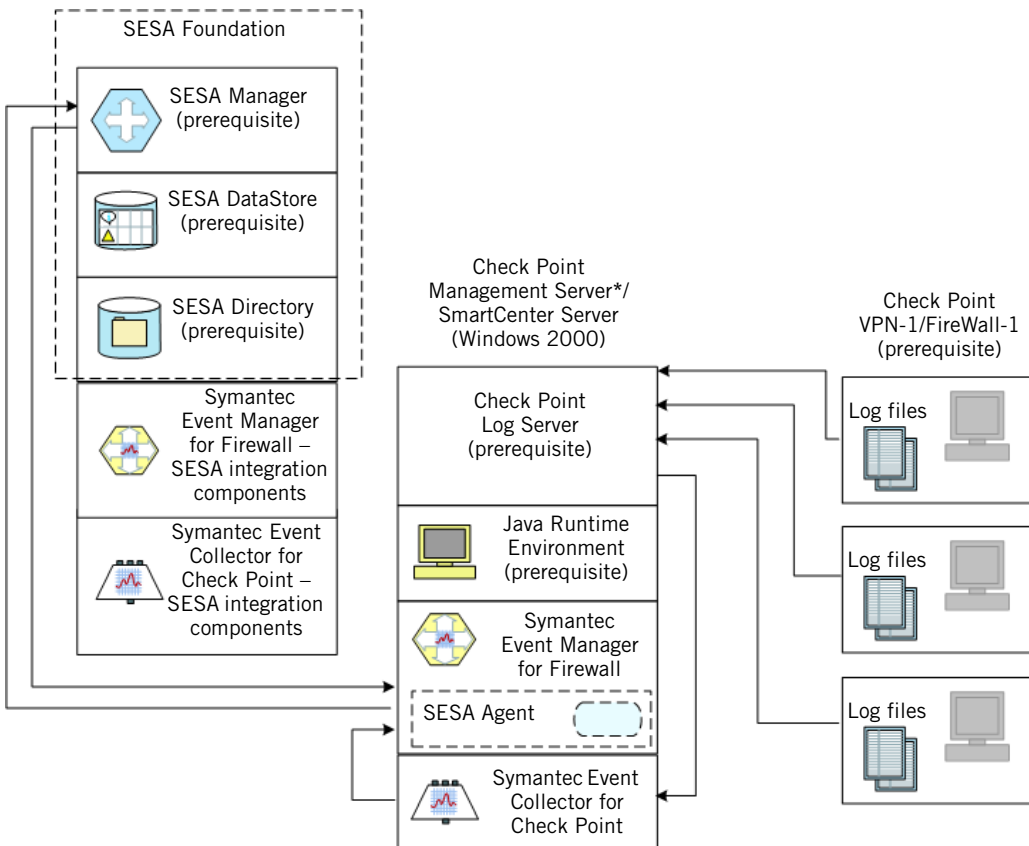 SESA Foundation
SESA Manager
(prerequisite)
SESA DataStore
(prerequisite)
SESA Directory
(prerequisite)
Symantec
Event Manager
for Firewall –
SESA integration
components
Symantec Event
Collector for
Check Point –
SESA integration
components
Check Point
Management Server*/
SmartCenter Server
(Windows 2000)
Check Point
Log Server
(prerequisite)
Java Runtime
Environment
(prerequisite)
Symantec
Event Manager
for Firewall
SESA Agent
Symantec Event
Collector for
Check Point
Check Point
VPN-1/FireWall-1
(prerequisite)
Log files
Log files
Log files